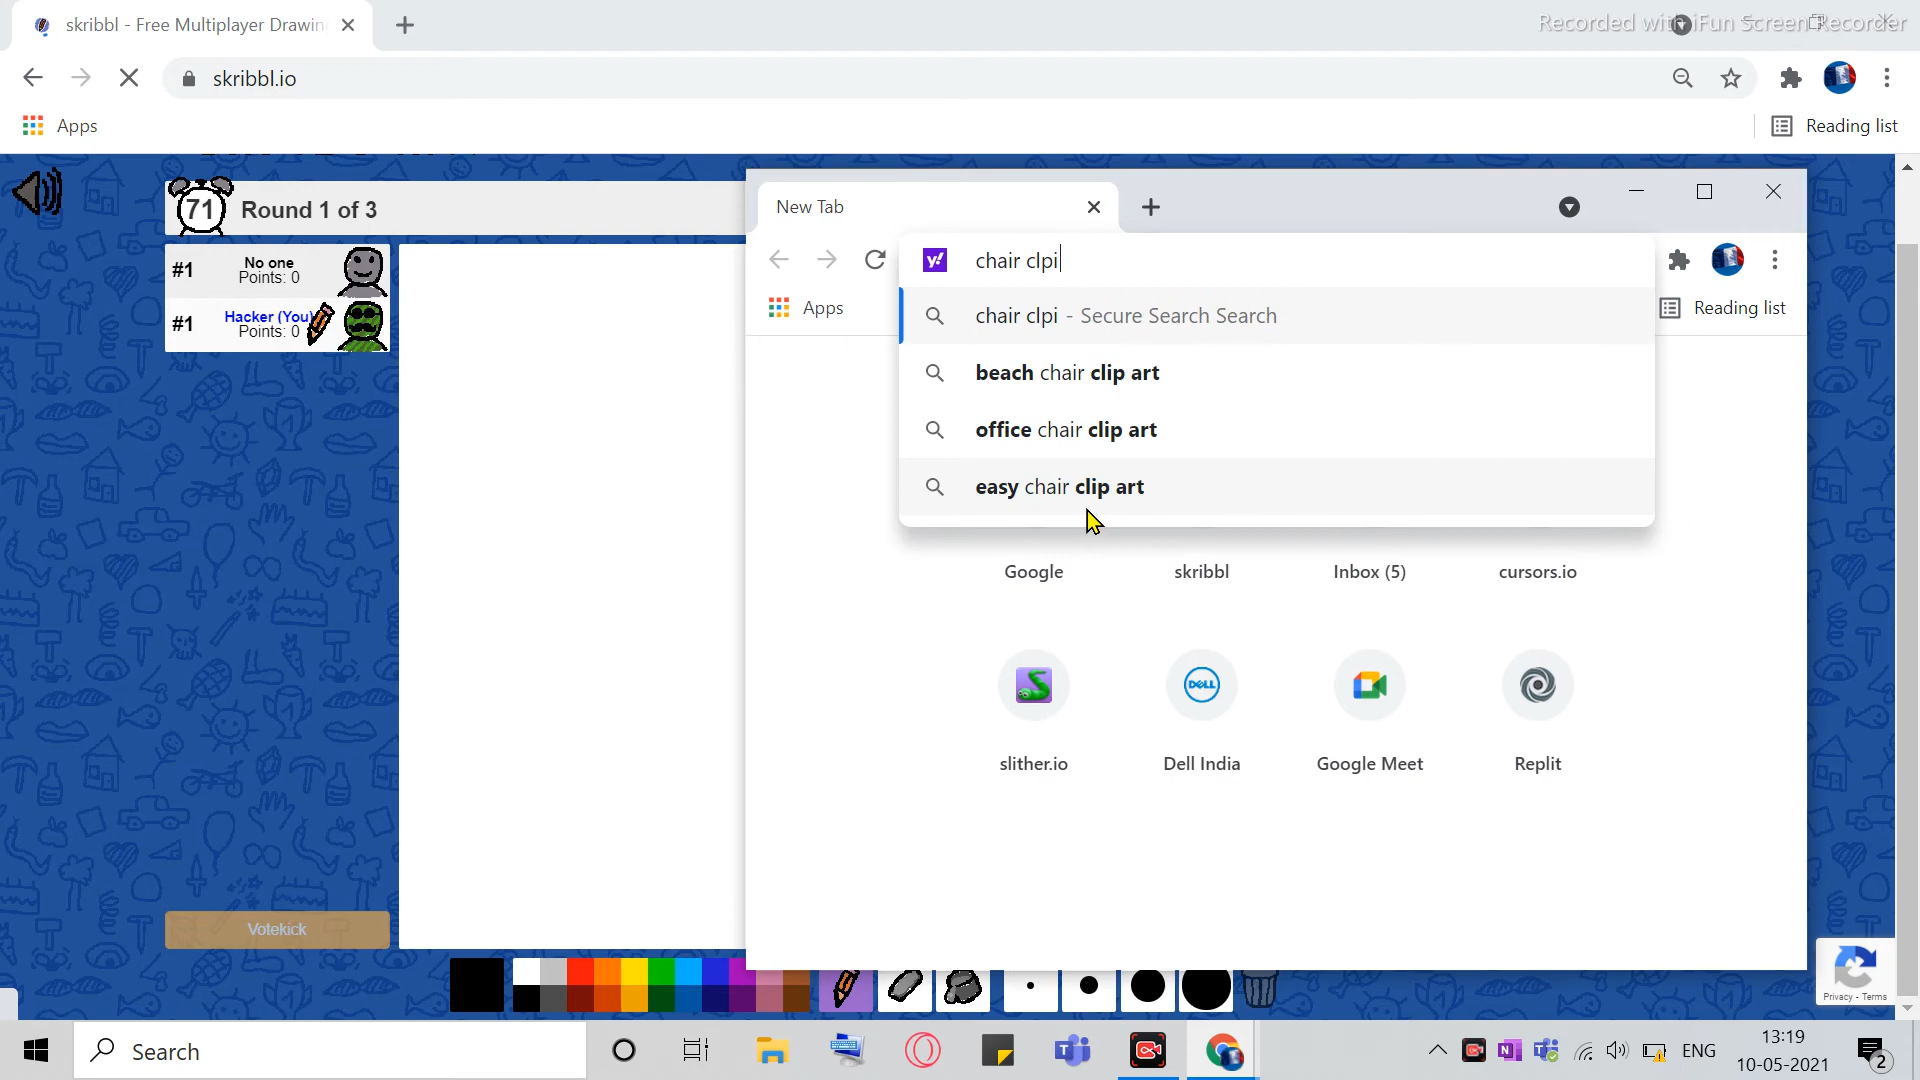 skribbl - Free Multiplayer Drawin
Recorded with iFun Screen Recorder
skribbl.io
Apps
Reading list
71
Round 1 of 3
#1
No one
Points: 0
#1
Hacker (You)
Points: 0
Votekick
New Tab
y!
chair clpi
chair clpi - Secure Search Search
beach chair clip art
office chair clip art
easy chair clip art
Apps
Reading list
Google
skribbl
Inbox (5)
cursors.io
DELL
slither.io
Dell India
Google Meet
Replit
Privacy - Terms
Search
ENG
13:19
10-05-2021
2